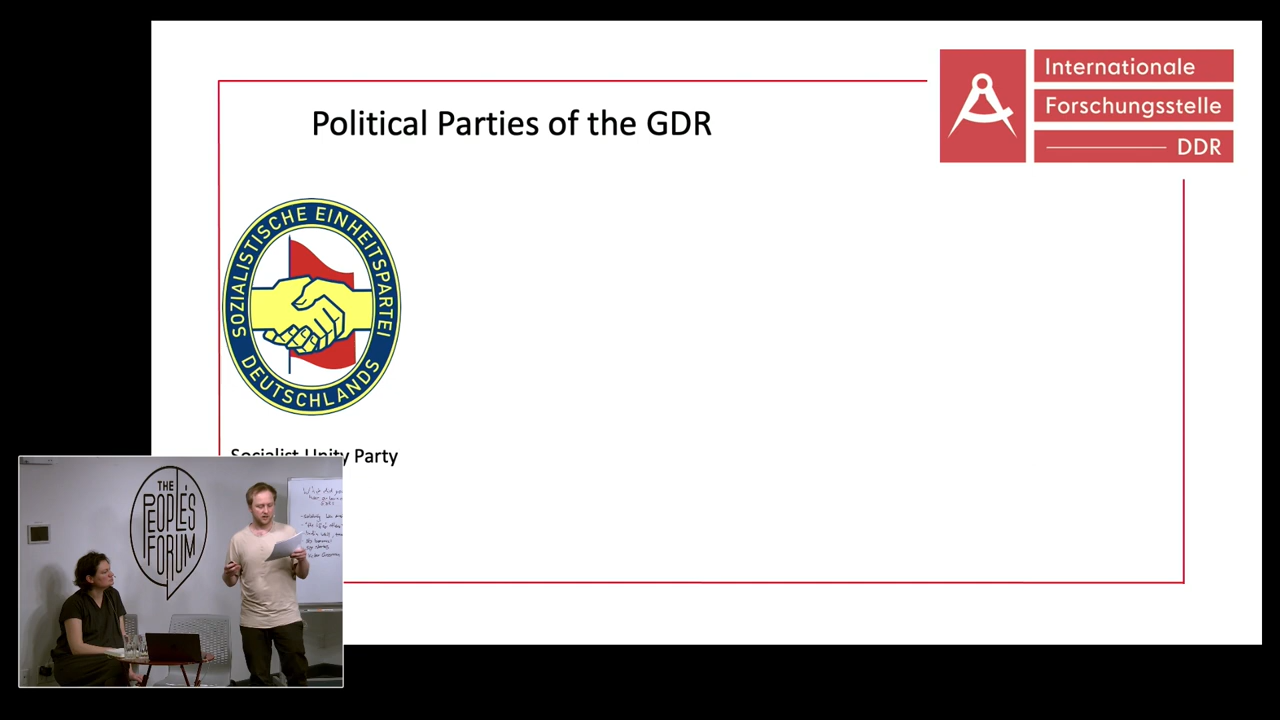 Political Parties of the GDR
Internationale
Forschungsstelle
DDR
SOZIALISTISCHE EINHEITSPARTEI
DEUTSCHLANDS
Socialist Unity Party
THE
PEOPLE'S
FORUM